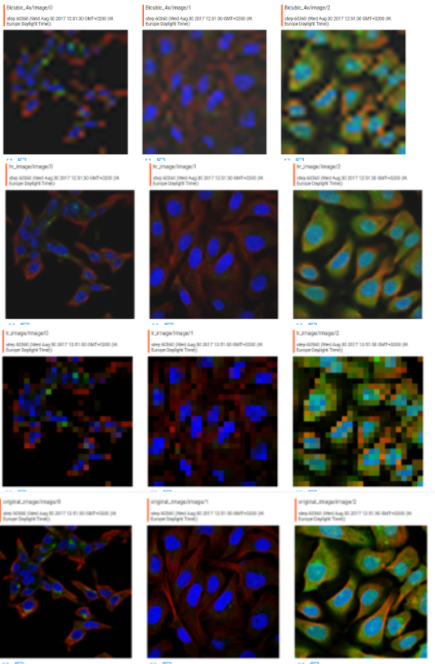 Bicubic_4x/image/0
step 60360 (Wed Aug 30 2017 12:51:30 GMT+0200 (W.
Europe Daylight Time))
Bicubic_4x/image/1
step 60360 (Wed Aug 30 2017 12:51:30 GMT+0200 (W.
Europe Daylight Time))
Bicubic_4x/image/2
step 60360 (Wed Aug 30 2017 12:51:30 GMT+0200 (W.
Europe Daylight Time))
hr_image/image/0
step 60360 (Wed Aug 30 2017 12:51:30 GMT+0200 (W.
Europe Daylight Time))
hr_image/image/1
step 60360 (Wed Aug 30 2017 12:51:30 GMT+0200 (W.
Europe Daylight Time))
hr_image/image/2
step 60360 (Wed Aug 30 2017 12:51:30 GMT+0200 (W.
Europe Daylight Time))
lr_image/image/0
step 60360 (Wed Aug 30 2017 12:51:30 GMT+0200 (W.
Europe Daylight Time))
lr_image/image/1
step 60360 (Wed Aug 30 2017 12:51:30 GMT+0200 (W.
Europe Daylight Time))
lr_image/image/2
step 60360 (Wed Aug 30 2017 12:51:30 GMT+0200 (W.
Europe Daylight Time))
original_image/image/0
step 60360 (Wed Aug 30 2017 12:51:30 GMT+0200 (W.
Europe Daylight Time))
original_image/image/1
step 60360 (Wed Aug 30 2017 12:51:30 GMT+0200 (W.
Europe Daylight Time))
original_image/image/2
step 60360 (Wed Aug 30 2017 12:51:30 GMT+0200 (W.
Europe Daylight Time))